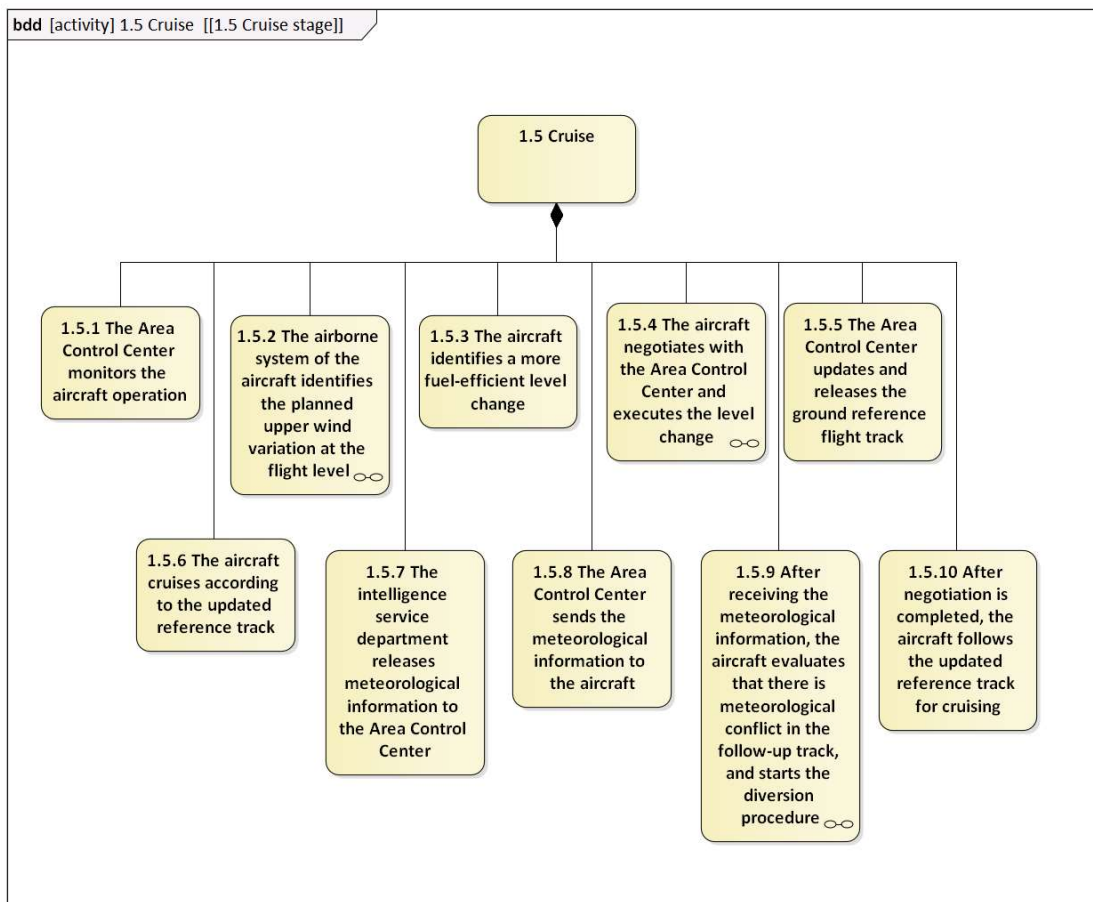 bdd [activity] 1.5 Cruise [[1.5 Cruise stage]]
1.5 Cruise
1.5.1 The Area
Control Center
monitors the
aircraft operation
1.5.2 The airborne
system of the
aircraft identifies
the planned
upper wind
variation at the
flight level
1.5.3 The aircraft
identifies a more
fuel-efficient level
change
1.5.4 The aircraft
negotiates with
the Area Control
Center and
executes the level
change
1.5.5 The Area
Control Center
updates and
releases the
ground reference
flight track
1.5.6 The aircraft
cruises according
to the updated
reference track
1.5.7 The
intelligence
service
department
releases
meteorological
information to
the Area Control
Center
1.5.8 The Area
Control Center
sends the
meteorological
information to
the aircraft
1.5.9 After
receiving the
meteorological
information, the
aircraft evaluates
that there is
meteorological
conflict in the
follow-up track,
and starts the
diversion
procedure
1.5.10 After
negotiation is
completed, the
aircraft follows
the updated
reference track
for cruising